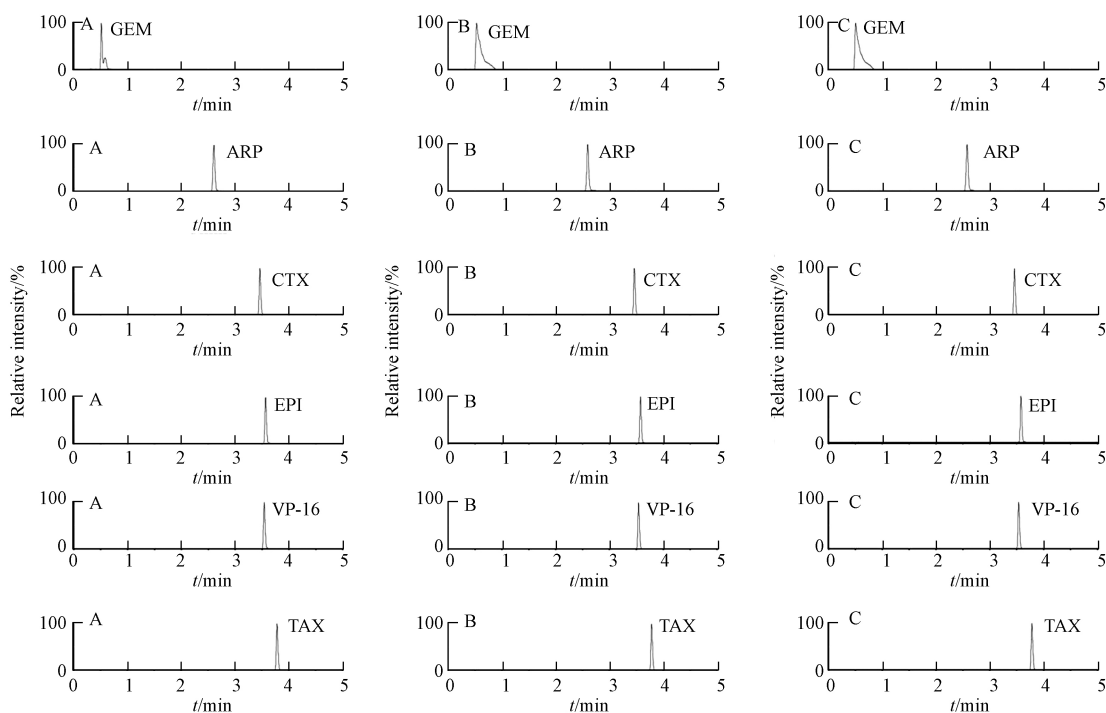 100 A GEM
0
0 1 2 3 4 5
t/min
100 B GEM
0
0 1 2 3 4 5
t/min
100 C GEM
0
0 1 2 3 4 5
t/min
100 A ARP
0
0 1 2 3 4 5
t/min
100 B ARP
0
0 1 2 3 4 5
t/min
100 C ARP
0
0 1 2 3 4 5
t/min
Relative intensity/%
100 A CTX
0
0 1 2 3 4 5
t/min
Relative intensity/%
100 B CTX
0
0 1 2 3 4 5
t/min
Relative intensity/%
100 C CTX
0
0 1 2 3 4 5
t/min
100 A EPI
0
0 1 2 3 4 5
t/min
100 B EPI
0
0 1 2 3 4 5
t/min
100 C EPI
0
0 1 2 3 4 5
t/min
100 A VP-16
0
0 1 2 3 4 5
t/min
100 B VP-16
0
0 1 2 3 4 5
t/min
100 C VP-16
0
0 1 2 3 4 5
t/min
100 A TAX
0
0 1 2 3 4 5
t/min
100 B TAX
0
0 1 2 3 4 5
t/min
100 C TAX
0
0 1 2 3 4 5
t/min